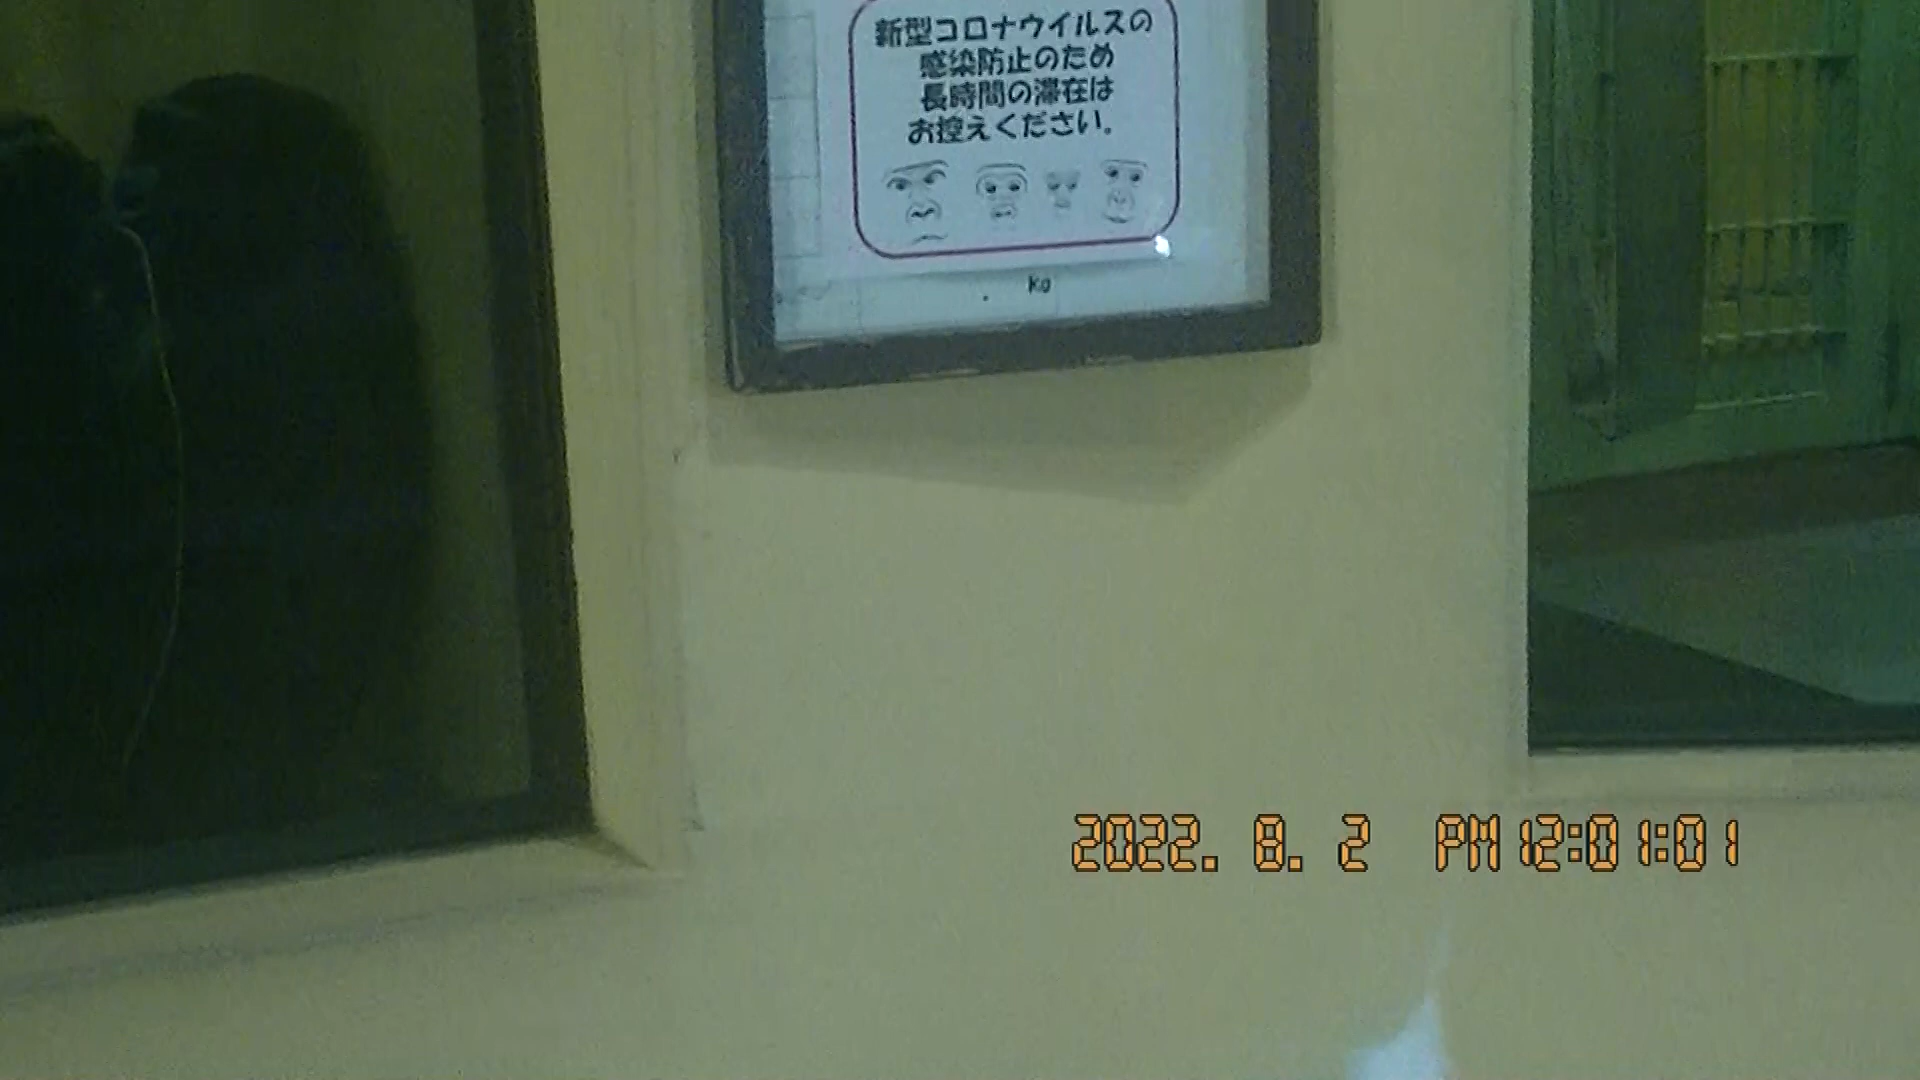 新型コロナウイルスの
感染防止のため
長時間の滞在は
お控えください。
kg
2022. 8. 2 PM 12:01:01